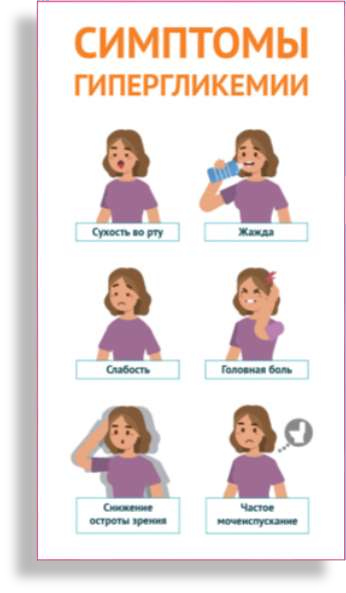 СИМПТОМЫ
ГИПЕРГЛИКЕМИИ
Сухость во рту
Жажда
Слабость
Головная боль
Снижение
остроты зрения
Частое
мочеиспускание